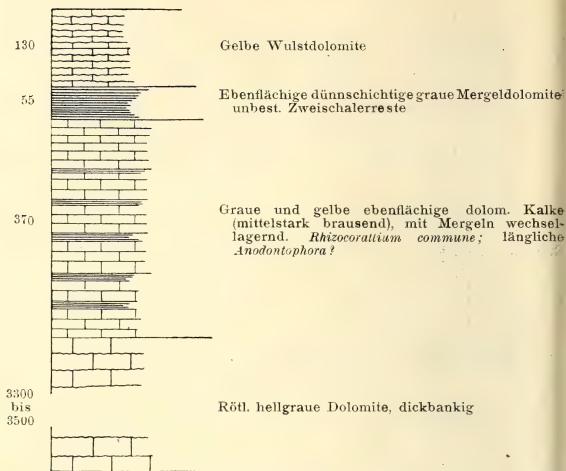 130 Gelbe Wulstdolomite
55 Ebenflächige dünnschichtige graue Mergeldolomite
unbest. Zweischalerreste
370 Graue und gelbe ebenflächige dolom. Kalke
(mittelstark brausend), mit Mergeln wechsel-
lagernd. Rhizocorallium commune; längliche
Anodontophora?
3300
bis
3500 Rötl. hellgraue Dolomite, dickbankig